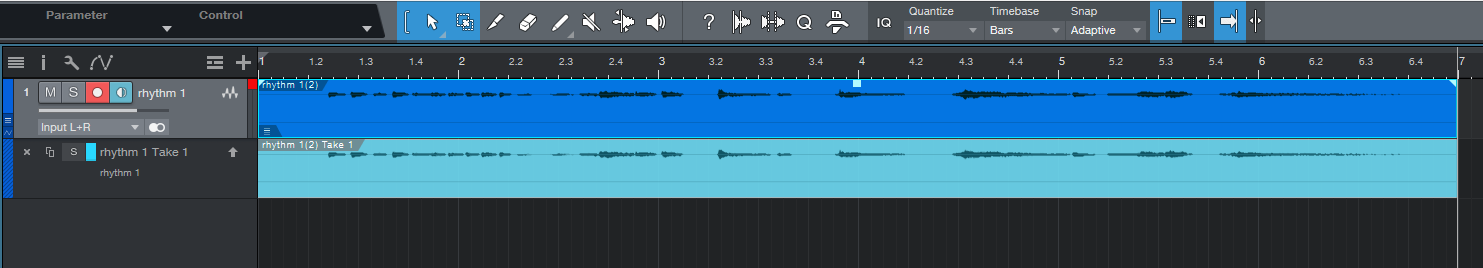 Parameter Control
? Q IQ
Quantize Timebase Snap
1/16 Bars Adaptive
i
1 1.2 1.3 1.4 2 2.2 2.3 2.4 3 3.2 3.3 3.4 4 4.2 4.3 4.4 5 5.2 5.3 5.4 6 6.2 6.3 6.4 7
1 M S rhythm 1
rhythm 1(2)
Input L+R
S rhythm 1 Take 1
rhythm 1(2) Take 1
rhythm 1